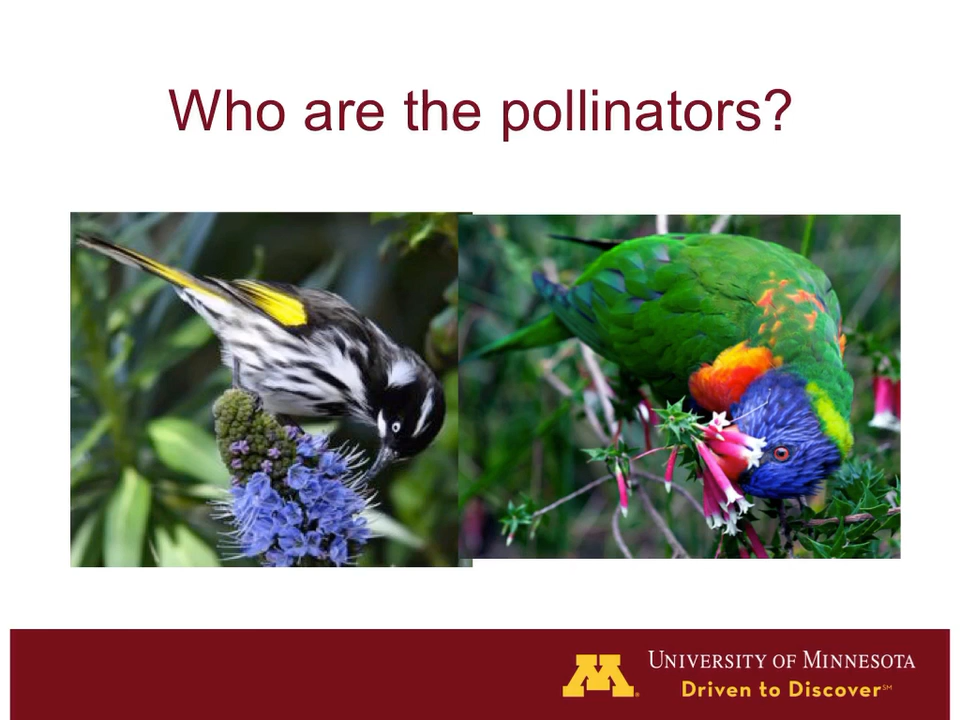 Who are the pollinators?
UNIVERSITY OF MINNESOTA
Driven to Discover℠